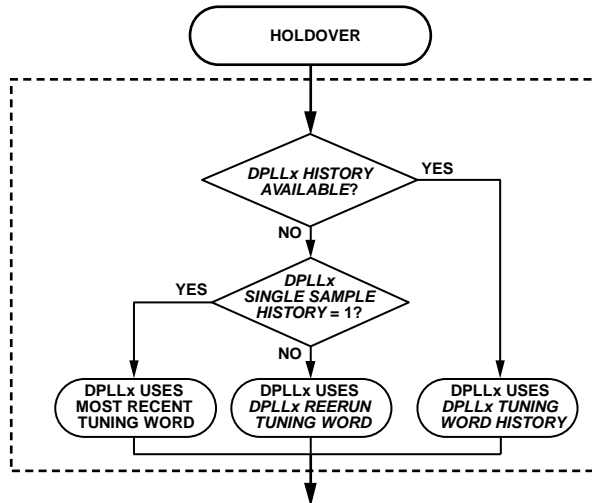 HOLDOVER
DPLLx HISTORY
AVAILABLE?
YES
NO
DPLLx
SINGLE SAMPLE
HISTORY = 1?
YES
NO
DPLLx USES
MOST RECENT
TUNING WORD
DPLLx USES
DPLLx REERUN
TUNING WORD
DPLLx USES
DPLLx TUNING
WORD HISTORY